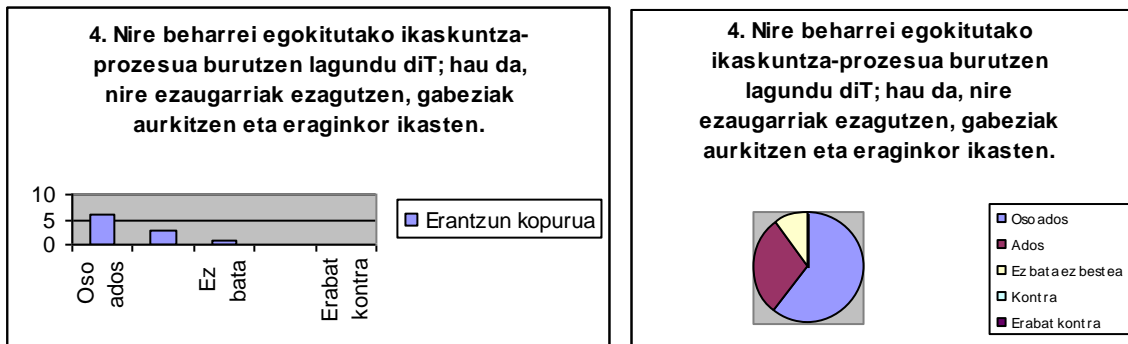 4. Nire beharrei egokitutako ikaskuntza-
prozesua burutzen lagundu diT; hau da,
nire ezaugarriak ezagutzen, gabeziak
aurkitzen eta eraginkor ikasten.
10
5
0
Oso
ados
Ez
bata
Erabat
kontra
Erantzun kopurua
4. Nire beharrei egokitutako
ikaskuntza-prozesua burutzen
lagundu diT; hau da, nire
ezaugarriak ezagutzen, gabeziak
aurkitzen eta eraginkor ikasten.
Oso ados
Ados
Ez bata ez bestea
Kontra
Erabat kontra